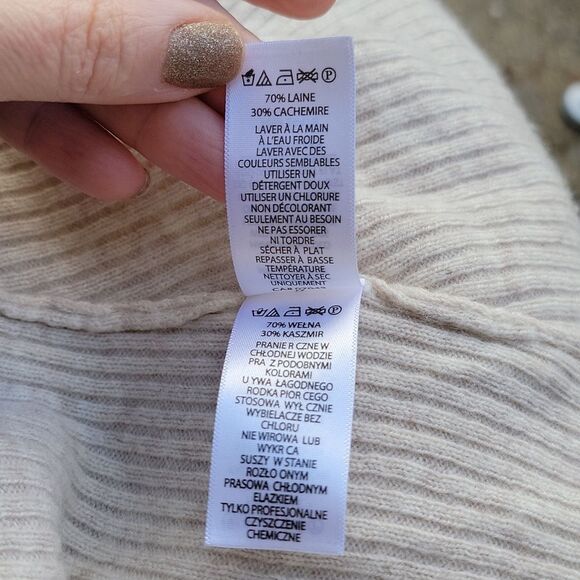 P
70% LAINE
30% CACHEMIRE
LAVER À LA MAIN
À L'EAU FROIDE
LAVER AVEC DES
COULEURS SEMBLABLES
UTILISER UN
DÉTERGENT DOUX
UTILISER UN CHLORURE
NON DÉCOLORANT
SEULEMENT AU BESOIN
NE PAS ESSORER
NI TORDRE
SÉCHER À PLAT
REPASSER À BASSE
TEMPÉRATURE
NETTOYER À SEC
UNIQUEMENT
P
70% WEŁNA
30% KASZMIR
PRANIE R CZNE W
CHŁODNEJ WODZIE
PRA Z PODOBNYMI
KOLORAMI
U YWA ŁAGODNEGO
RODKA PIOR CEGO
STOSOWA WYŁ CZNIE
WYBIELACZE BEZ
CHLORU
NIE WIROWA LUB
WYKR CA
SUSZY W STANIE
ROZŁO ONYM
PRASOWA CHŁODNYM
ELAZKIEM
TYLKO PROFESJONALNE
CZYSZCZENIE
CHEMICZNE